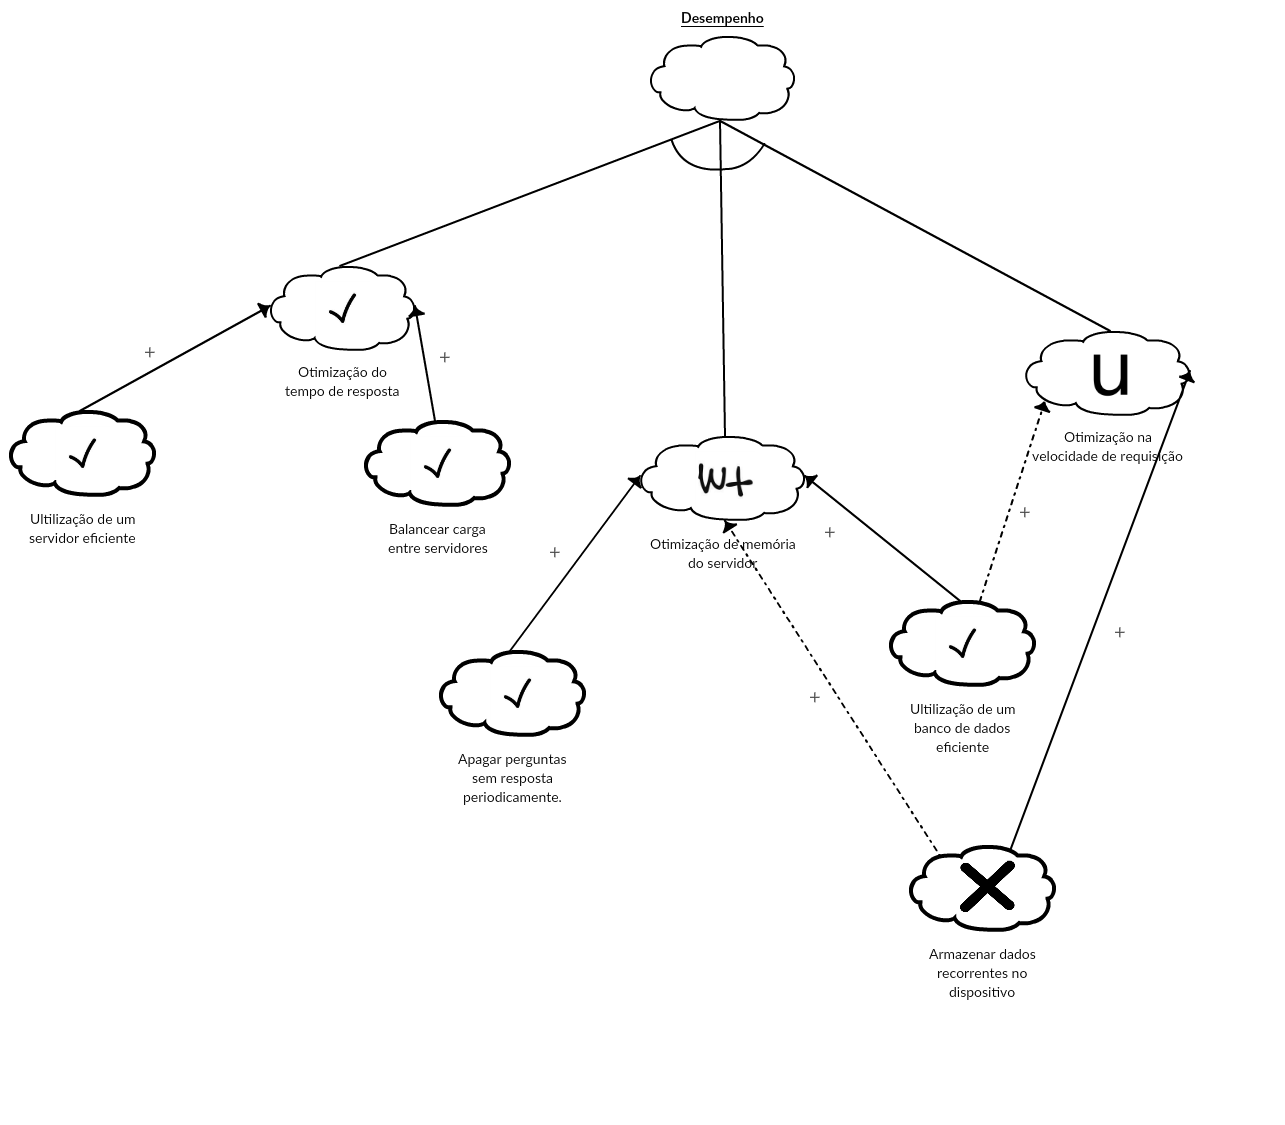 Desempenho
✓
Otimização do
tempo de resposta
+
+
U
Otimização na
velocidade de requisição
✓
Ultilização de um
servidor eficiente
✓
Balancear carga
entre servidores
W+
Otimização de memória
do servidor
+
+
+
✓
Ultilização de um
banco de dados
eficiente
+
✓
Apagar perguntas
sem resposta
periodicamente.
+
Armazenar dados
recorrentes no
dispositivo